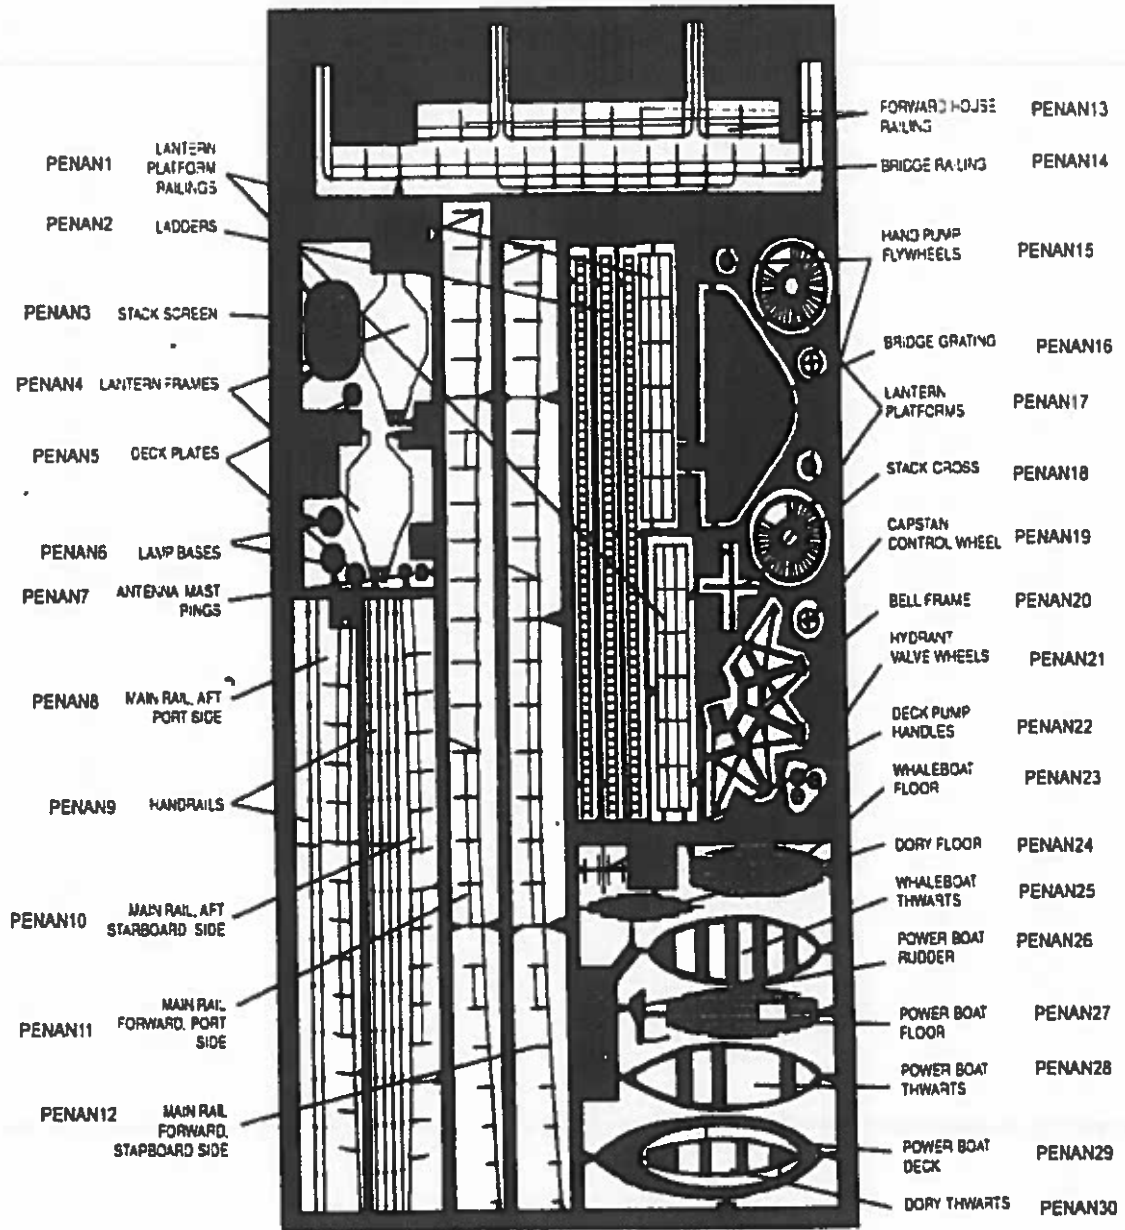 PENAN1 LANTERN
PLATFORM
RAILINGS
PENAN2 LADDERS
PENAN3 STACK SCREEN
PENAN4 LANTERN FRAMES
PENAN5 DECK PLATES
PENAN6 LAMP BASES
PENAN7 ANTENNA MAST
RINGS
PENAN8 MAIN RAIL, AFT
PORT SIDE
PENAN9 HANDRAILS
PENAN10 MAIN RAIL, AFT
STARBOARD SIDE
PENAN11 MAIN RAIL
FORWARD, PORT
SIDE
PENAN12 MAIN RAIL
FORWARD,
STARBOARD SIDE
FORWARD HOUSE PENAN13
RAILING
BRIDGE RAILING PENAN14
HAND PUMP PENAN15
FLYWHEELS
BRIDGE GRATING PENAN16
LANTERN PENAN17
PLATFORMS
STACK CROSS PENAN18
CAPSTAN
CONTROL WHEEL PENAN19
BELL FRAME PENAN20
HYDRANT
VALVE WHEELS PENAN21
DECK PUMP PENAN22
HANDLES
WHALEBOAT PENAN23
FLOOR
DORY FLOOR PENAN24
WHALEBOAT PENAN25
THWARTS
POWER BOAT PENAN26
RUDDER
POWER BOAT PENAN27
FLOOR
POWER BOAT PENAN28
THWARTS
POWER BOAT PENAN29
DECK
DORY THWARTS PENAN30